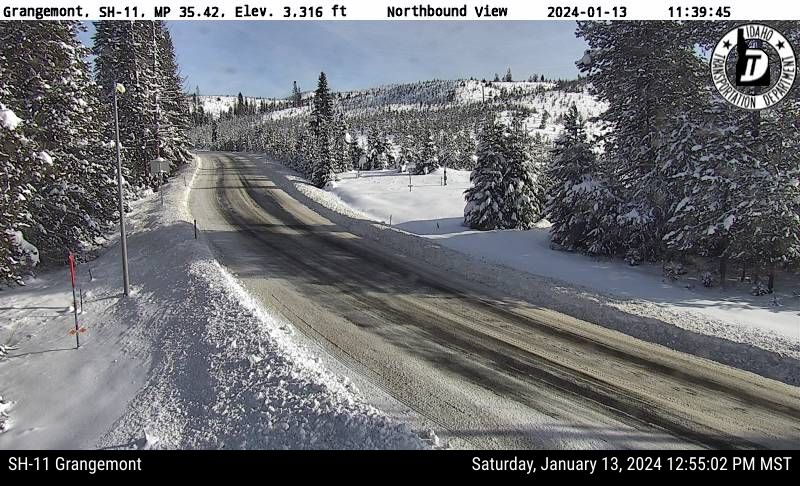 Grangemont, SH-11, MP 35.42, Elev. 3,316 ft Northbound View 2024-01-13 11:39:45
IDAHO
TRANSPORTATION DEPARTMENT
SH-11 Grangemont Saturday, January 13, 2024 12:55:02 PM MST